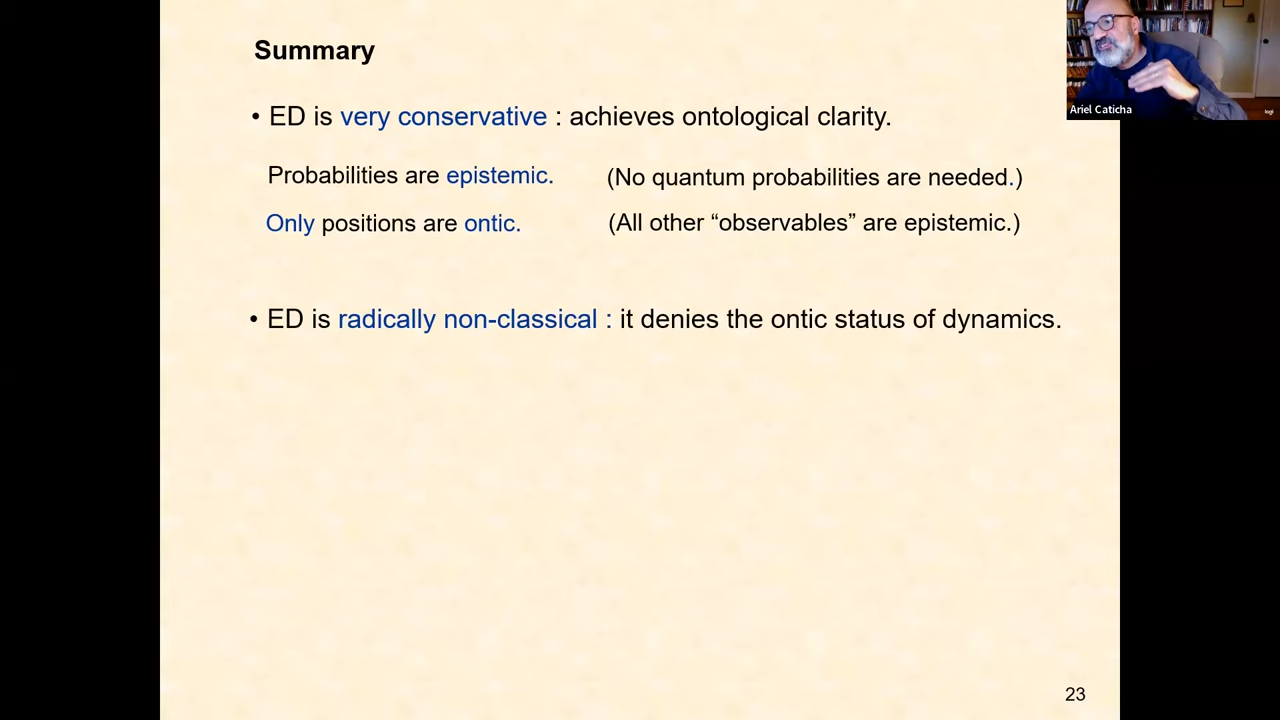 Summary
• ED is very conservative : achieves ontological clarity.
Probabilities are epistemic. (No quantum probabilities are needed.)
Only positions are ontic. (All other “observables” are epistemic.)
• ED is radically non-classical : it denies the ontic status of dynamics.
23
Ariel Caticha
logi